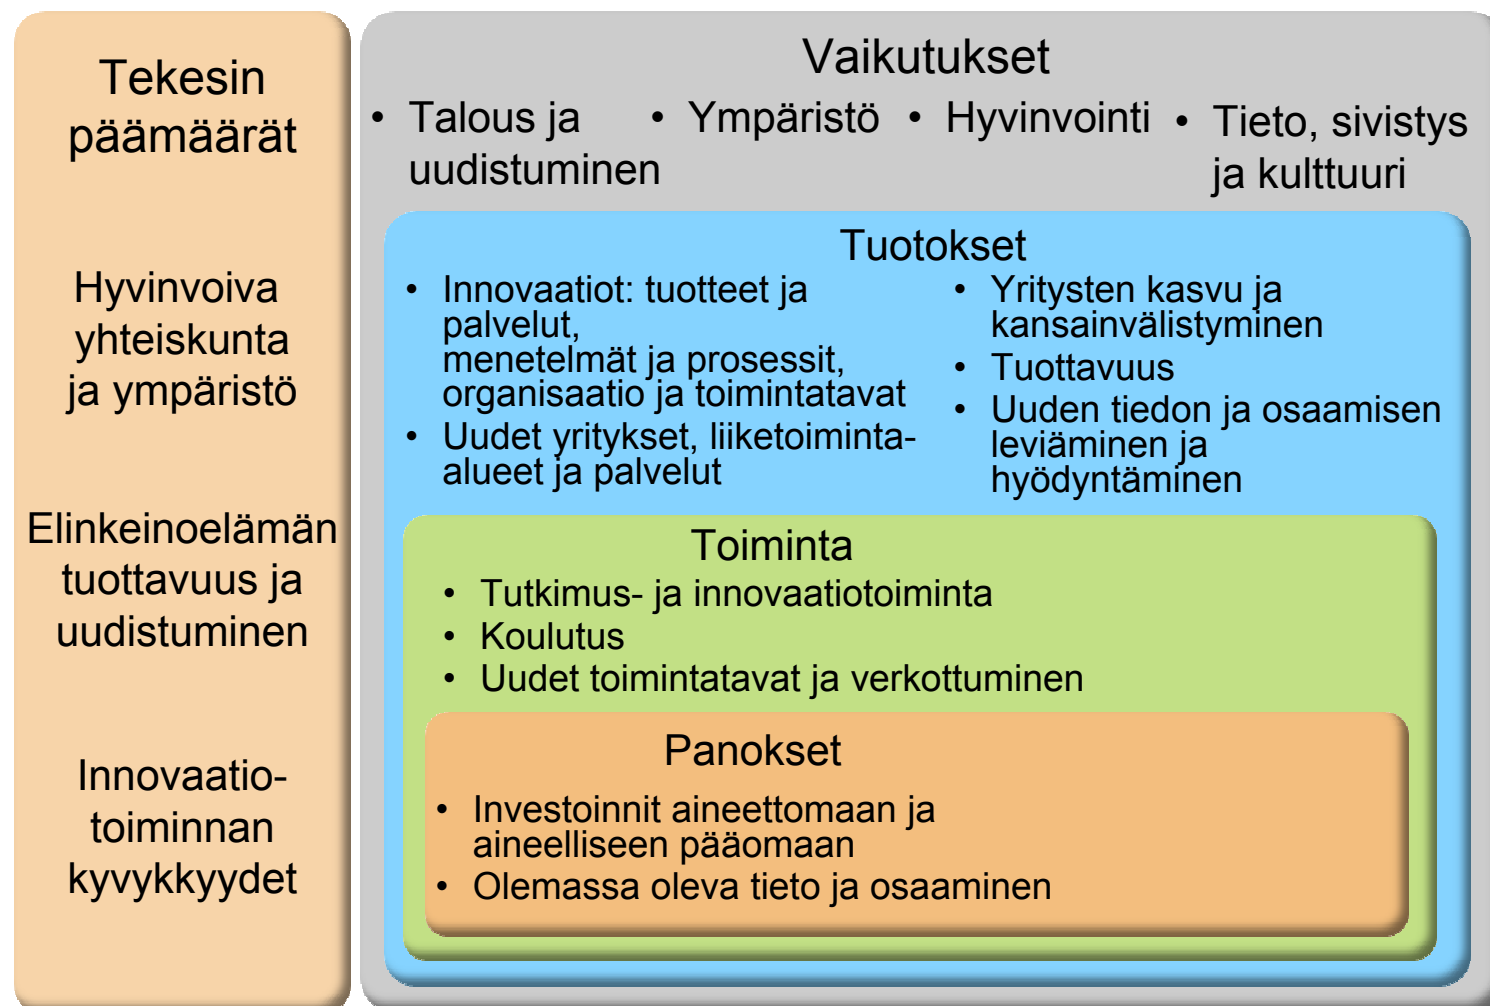 Tekesin
päämäärät
Hyvinvoiva
yhteiskunta
ja ympäristö
Elinkeinoelämän
tuottavuus ja
uudistuminen
Innovaatio-
toiminnan
kyvykkyydet
Vaikutukset
• Talous ja
uudistuminen
• Ympäristö
• Hyvinvointi
• Tieto, sivistys
ja kulttuuri
Tuotokset
• Innovaatiot: tuotteet ja
palvelut,
menetelmät ja prosessit,
organisaatio ja toimintatavat
• Uudet yritykset, liiketoiminta-
alueet ja palvelut
• Yritysten kasvu ja
kansainvälistyminen
• Tuottavuus
• Uuden tiedon ja osaamisen
leviäminen ja
hyödyntäminen
Toiminta
• Tutkimus- ja innovaatiotoiminta
• Koulutus
• Uudet toimintatavat ja verkottuminen
Panokset
• Investoinnit aineettomaan ja
aineelliseen pääomaan
• Olemassa oleva tieto ja osaaminen